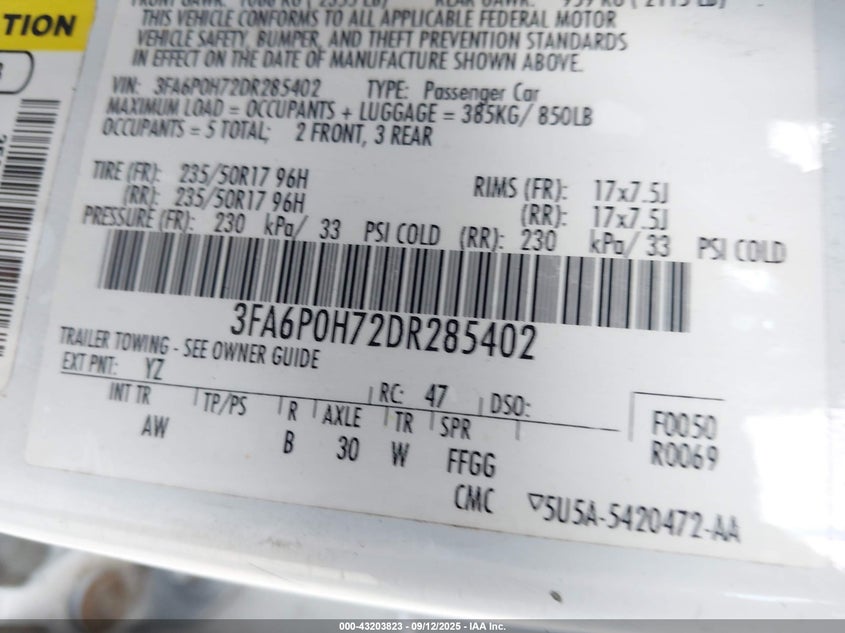 TION
THIS VEHICLE CONFORMS TO ALL APPLICABLE FEDERAL MOTOR
VEHICLE SAFETY, BUMPER, AND THEFT PREVENTION STANDARDS
IN EFFECT ON THE DATE OF MANUFACTURE SHOWN ABOVE.
VIN: 3FA6P0H72DR285402 TYPE: Passenger Car
MAXIMUM LOAD = OCCUPANTS + LUGGAGE = 385KG/ 850LB
OCCUPANTS = 5 TOTAL; 2 FRONT, 3 REAR
TIRE (FR): 235/50R17 96H RIMS (FR): 17x7.5J
(RR): 235/50R17 96H (RR): 17x7.5J
PRESSURE (FR): 230 kPa/ 33 PSI COLD (RR): 230 kPa/ 33 PSI COLD
3FA6P0H72DR285402
TRAILER TOWING - SEE OWNER GUIDE
EXT PNT: YZ RC: 47 DSO: F0050
INT TR TP/PS R AXLE TR SPR R0069
AW B 30 W FFGG
CMC 5U5A-5420472-AA
000-43203823 - 09/12/2025 - IAA Inc.